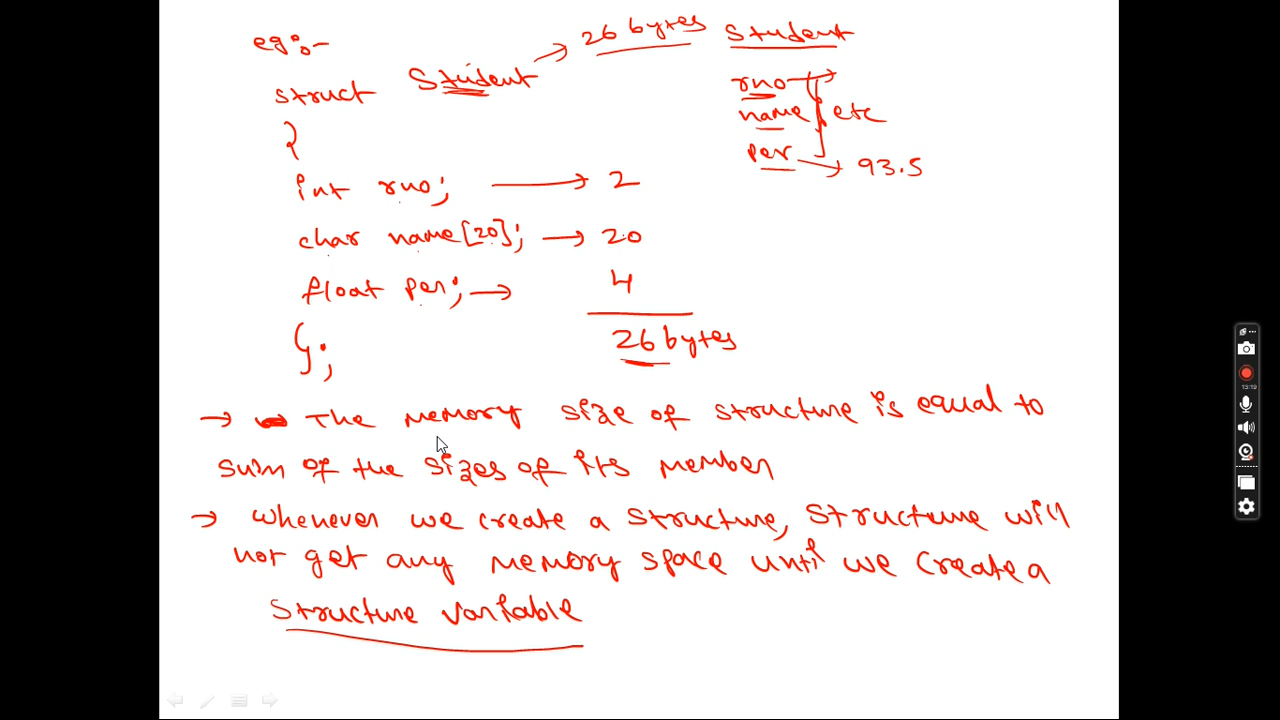 eg:-
struct Student → 26 bytes
{
int rno; → 2
char name[20]; → 20
float per; → 4
26 bytes
};
Student
rno →
name etc
per → 93.5
→ The memory size of structure is equal to
sum of the sizes of its member
→ Whenever we create a structure, structure will
not get any memory space until we create a
structure variable
13:19